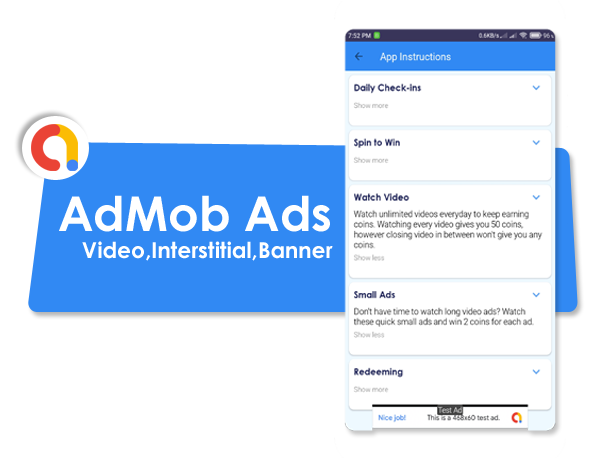 AdMob Ads
Video,Interstitial,Banner
7:52 PM
0.6KB/s
96
App Instructions
Daily Check-ins
Show more
Spin to Win
Show more
Watch Video
Watch unlimited videos everyday to keep earning
coins. Watching every video gives you 50 coins,
however closing video in between won't give you any
coins.
Show less
Small Ads
Don't have time to watch long video ads? Watch
these quick small ads and win 2 coins for each ad.
Show less
Redeeming
Show more
Test Ad
Nice job!
This is a 468x60 test ad.